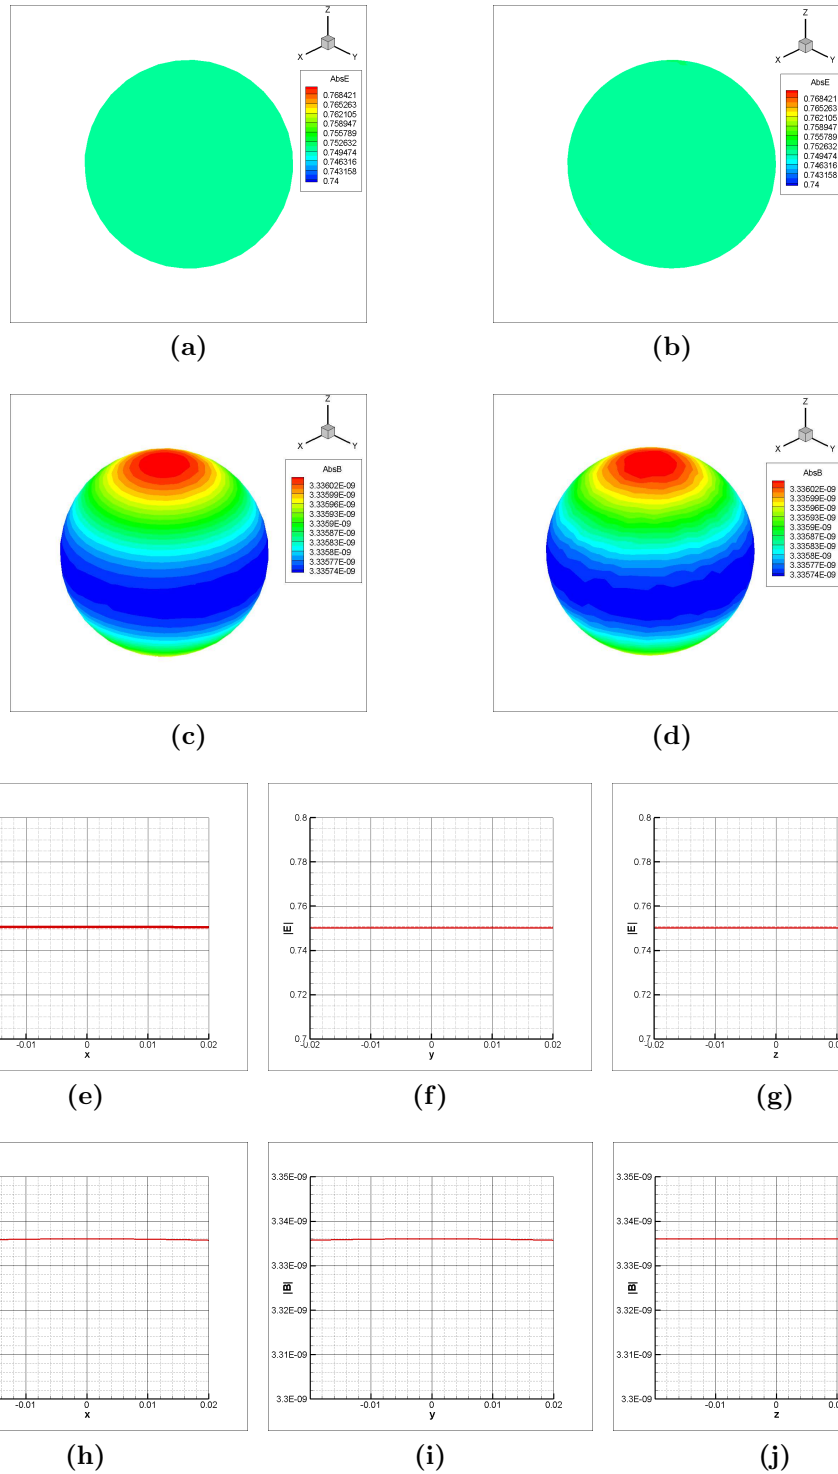 Z
X
Y
AbsE
0.768421
0.765263
0.762105
0.758947
0.755789
0.752632
0.749474
0.746316
0.743158
0.74
(a)
Z
X
Y
AbsE
0.768421
0.765263
0.762105
0.758947
0.755789
0.752632
0.749474
0.746316
0.743158
0.74
(b)
Z
X
Y
AbsB
3.33602E-09
3.33599E-09
3.33596E-09
3.33593E-09
3.3359E-09
3.33587E-09
3.33583E-09
3.3358E-09
3.33577E-09
3.33574E-09
(c)
Z
X
Y
AbsB
3.33602E-09
3.33599E-09
3.33596E-09
3.33593E-09
3.3359E-09
3.33587E-09
3.33583E-09
3.3358E-09
3.33577E-09
3.33574E-09
(d)
-0.01 0 0.01 0.02
x
(e)
0.8
0.78
0.76
|E|
0.74
0.72
0.7
-0.02 -0.01 0 0.01 0.02
y
(f)
0.8
0.78
0.76
|E|
0.74
0.72
0.7
-0.02 -0.01 0 0.01
z
(g)
-0.01 0 0.01 0.02
x
(h)
3.35E-09
3.34E-09
3.33E-09
|B|
3.32E-09
3.31E-09
3.3E-09
-0.01 0 0.01 0.02
y
(i)
3.35E-09
3.34E-09
3.33E-09
|B|
3.32E-09
3.31E-09
3.3E-09
-0.01 0 0.01
z
(j)